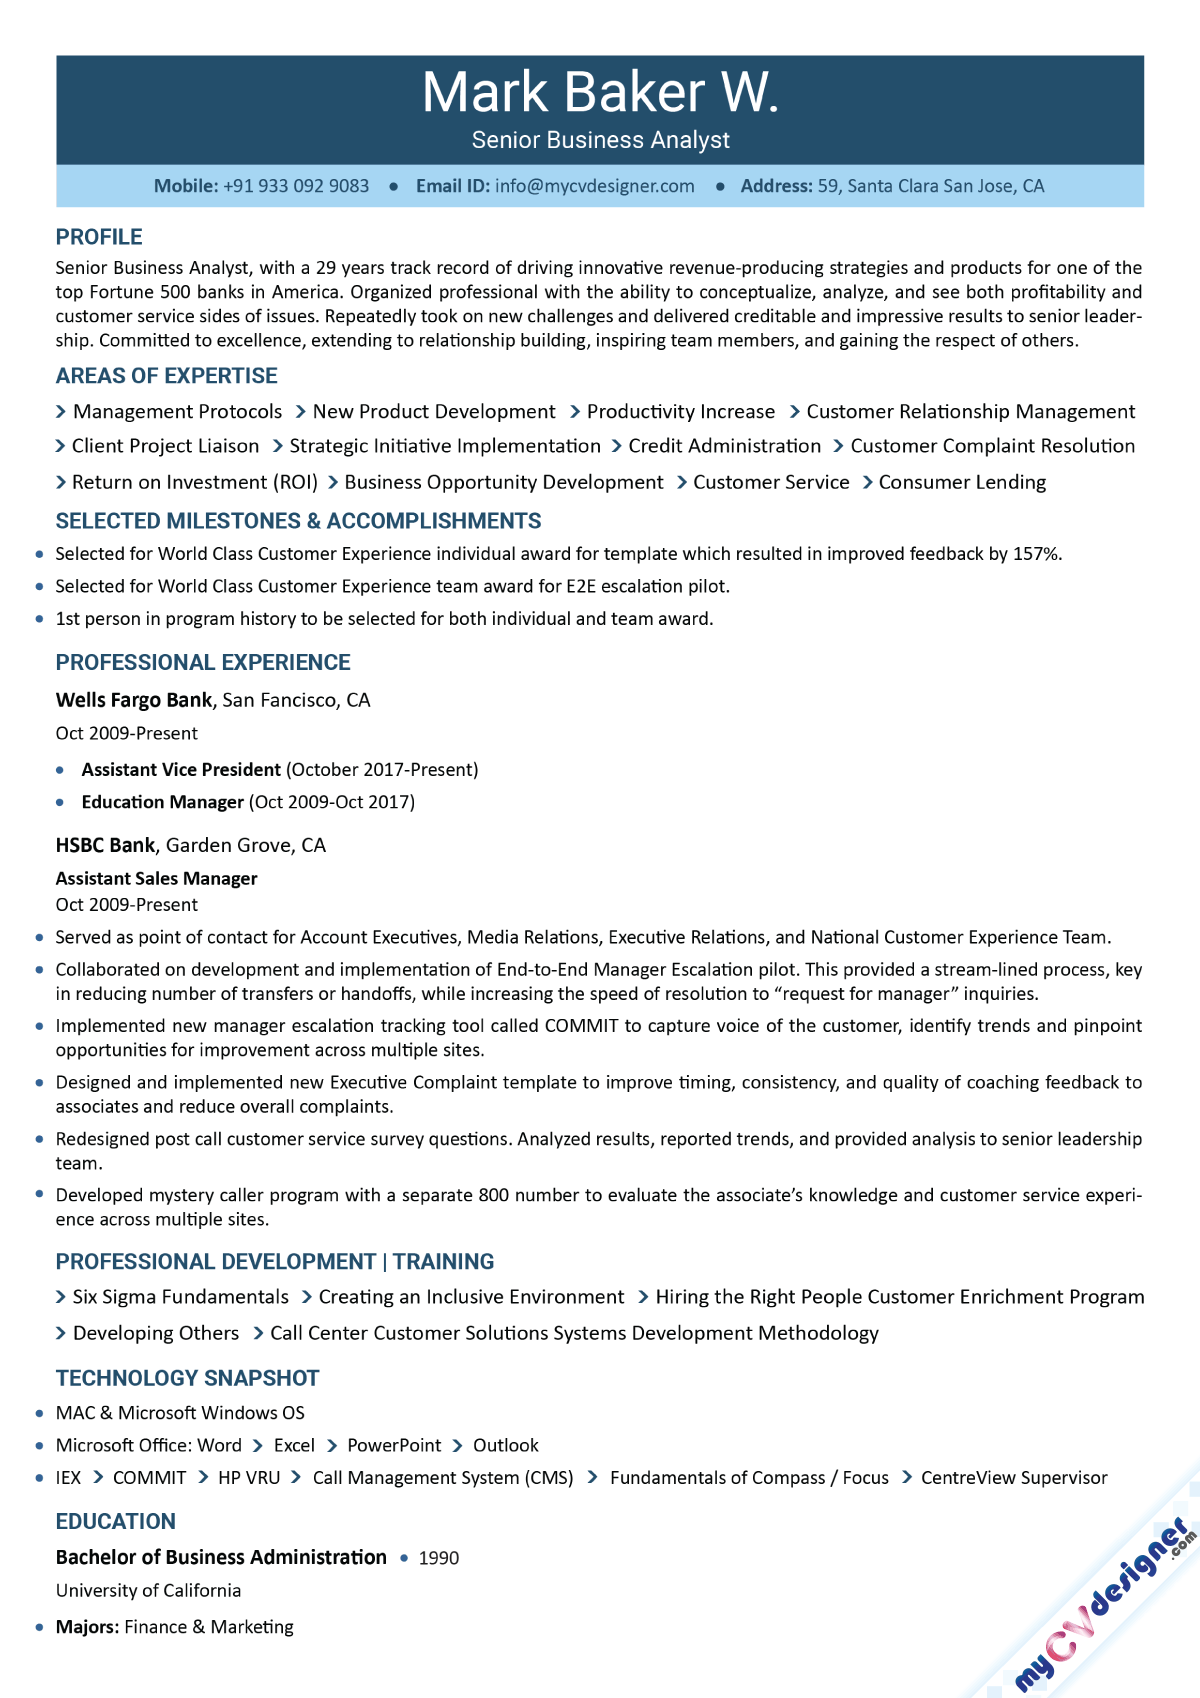 Mark Baker W.
Senior Business Analyst
Mobile: +91 933 092 9083 ● Email ID: info@mycvdesigner.com ● Address: 59, Santa Clara San Jose, CA
PROFILE
Senior Business Analyst, with a 29 years track record of driving innovative revenue-producing strategies and products for one of the
top Fortune 500 banks in America. Organized professional with the ability to conceptualize, analyze, and see both profitability and
customer service sides of issues. Repeatedly took on new challenges and delivered creditable and impressive results to senior leader-
ship. Committed to excellence, extending to relationship building, inspiring team members, and gaining the respect of others.
AREAS OF EXPERTISE
› Management Protocols › New Product Development › Productivity Increase › Customer Relationship Management
› Client Project Liaison › Strategic Initiative Implementation › Credit Administration › Customer Complaint Resolution
› Return on Investment (ROI) › Business Opportunity Development › Customer Service › Consumer Lending
SELECTED MILESTONES & ACCOMPLISHMENTS
• Selected for World Class Customer Experience individual award for template which resulted in improved feedback by 157%.
• Selected for World Class Customer Experience team award for E2E escalation pilot.
• 1st person in program history to be selected for both individual and team award.
PROFESSIONAL EXPERIENCE
Wells Fargo Bank, San Fancisco, CA
Oct 2009-Present
• Assistant Vice President (October 2017-Present)
• Education Manager (Oct 2009-Oct 2017)
HSBC Bank, Garden Grove, CA
Assistant Sales Manager
Oct 2009-Present
• Served as point of contact for Account Executives, Media Relations, Executive Relations, and National Customer Experience Team.
• Collaborated on development and implementation of End-to-End Manager Escalation pilot. This provided a stream-lined process, key
in reducing number of transfers or handoffs, while increasing the speed of resolution to “request for manager” inquiries.
• Implemented new manager escalation tracking tool called COMMIT to capture voice of the customer, identify trends and pinpoint
opportunities for improvement across multiple sites.
• Designed and implemented new Executive Complaint template to improve timing, consistency, and quality of coaching feedback to
associates and reduce overall complaints.
• Redesigned post call customer service survey questions. Analyzed results, reported trends, and provided analysis to senior leadership
team.
• Developed mystery caller program with a separate 800 number to evaluate the associate’s knowledge and customer service experi-
ence across multiple sites.
PROFESSIONAL DEVELOPMENT | TRAINING
› Six Sigma Fundamentals › Creating an Inclusive Environment › Hiring the Right People Customer Enrichment Program
› Developing Others › Call Center Customer Solutions Systems Development Methodology
TECHNOLOGY SNAPSHOT
• MAC & Microsoft Windows OS
• Microsoft Office: Word › Excel › PowerPoint › Outlook
• IEX › COMMIT › HP VRU › Call Management System (CMS) › Fundamentals of Compass / Focus › CentreView Supervisor
EDUCATION
Bachelor of Business Administration • 1990
University of California
• Majors: Finance & Marketing
myCVdesigner.com